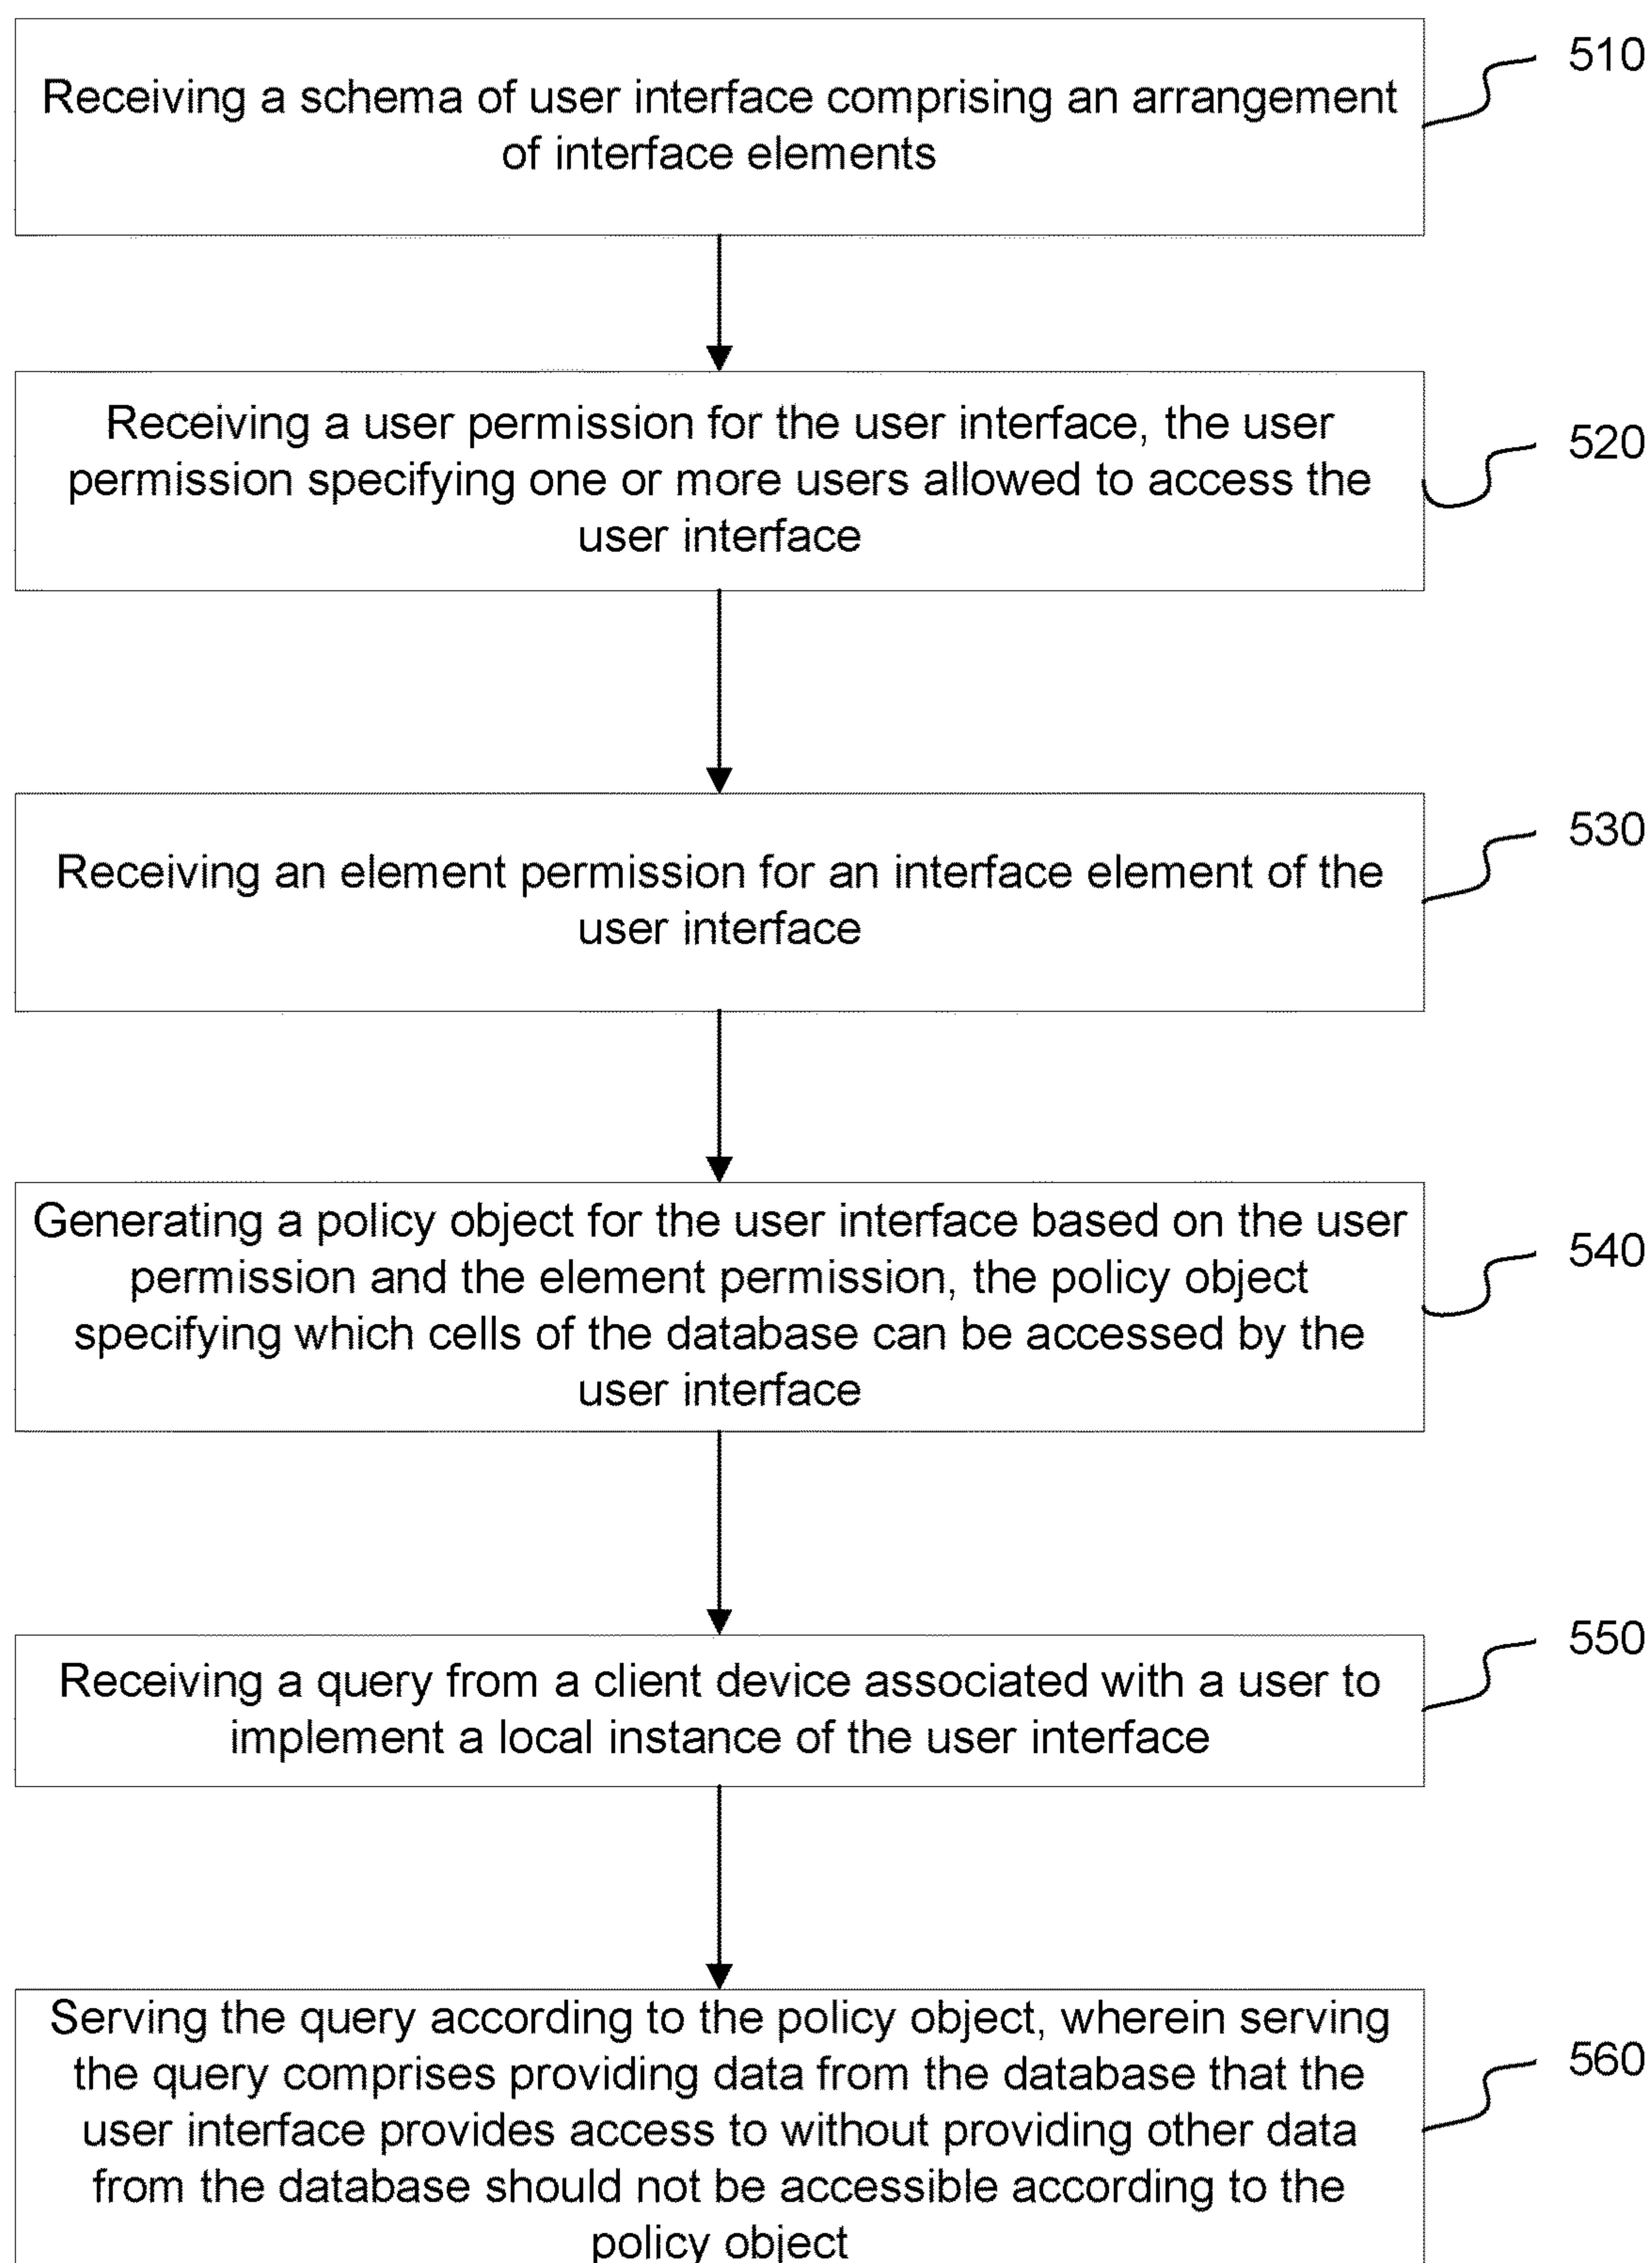 Receiving a schema of user interface comprising an arrangement
of interface elements
510
Receiving a user permission for the user interface, the user
permission specifying one or more users allowed to access the
user interface
520
Receiving an element permission for an interface element of the
user interface
530
Generating a policy object for the user interface based on the user
permission and the element permission, the policy object
specifying which cells of the database can be accessed by the
user interface
540
Receiving a query from a client device associated with a user to
implement a local instance of the user interface
550
Serving the query according to the policy object, wherein serving
the query comprises providing data from the database that the
user interface provides access to without providing other data
from the database should not be accessible according to the
policy object
560